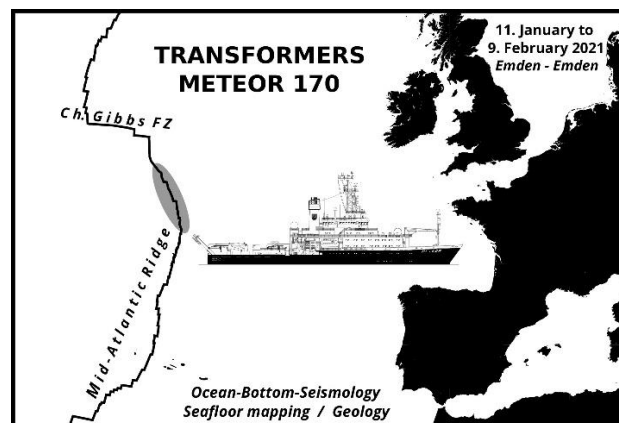 11. January to
9. February 2021
Emden - Emden
TRANSFORMERS
METEOR 170
Ch. Gibbs FZ
Mid-Atlantic Ridge
Ocean-Bottom-Seismology
Seafloor mapping / Geology